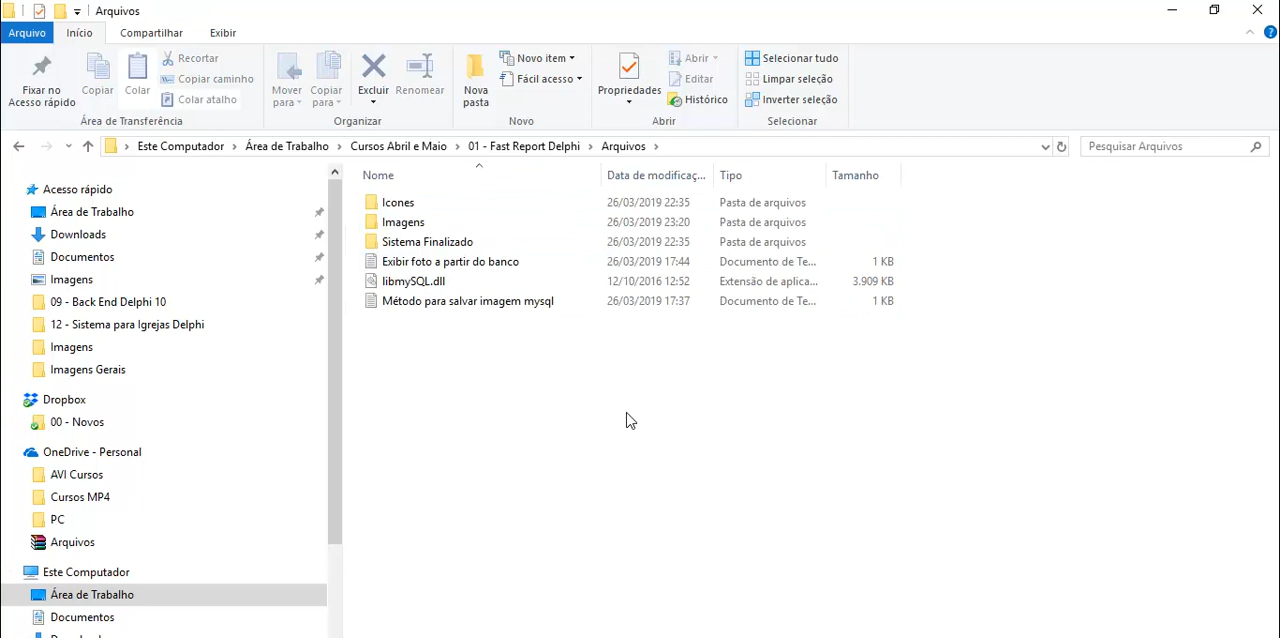 Arquivos
Arquivo Início Compartilhar Exibir
Fixar no Acesso rápido
Copiar
Colar
Recortar
Copiar caminho
Colar atalho
Área de Transferência
Mover para
Copiar para
Excluir
Renomear
Organizar
Nova pasta
Novo item
Fácil acesso
Novo
Propriedades
Abrir
Editar
Histórico
Abrir
Selecionar tudo
Limpar seleção
Inverter seleção
Selecionar
Este Computador > Área de Trabalho > Cursos Abril e Maio > 01 - Fast Report Delphi > Arquivos >
Pesquisar Arquivos
Acesso rápido
Área de Trabalho
Downloads
Documentos
Imagens
09 - Back End Delphi 10
12 - Sistema para Igrejas Delphi
Imagens
Imagens Gerais
Dropbox
00 - Novos
OneDrive - Personal
AVI Cursos
Cursos MP4
PC
Arquivos
Este Computador
Área de Trabalho
Documentos
Nome Data de modificaç... Tipo Tamanho
Icones 26/03/2019 22:35 Pasta de arquivos
Imagens 26/03/2019 23:20 Pasta de arquivos
Sistema Finalizado 26/03/2019 22:35 Pasta de arquivos
Exibir foto a partir do banco 26/03/2019 17:44 Documento de Te... 1 KB
libmySQL.dll 12/10/2016 12:52 Extensão de aplica... 3.909 KB
Método para salvar imagem mysql 26/03/2019 17:37 Documento de Te... 1 KB